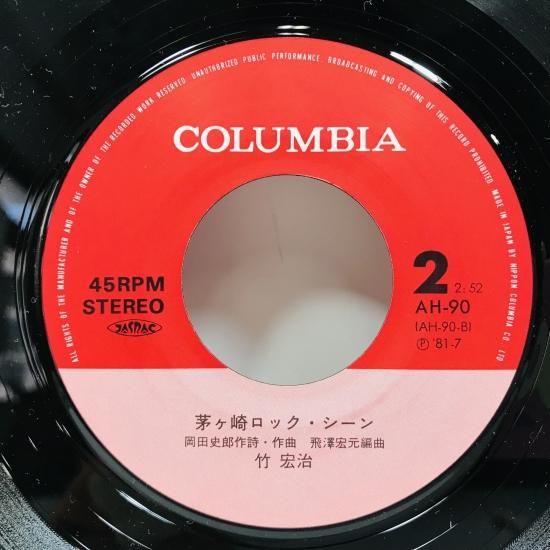 ALL RIGHTS OF THE MANUFACTURER AND OF THE OWNER OF THE RECORDED WORK RESERVED. UNAUTHORIZED PUBLIC PERFORMANCE. BROADCASTING AND COPYING OF THIS RECORD PROHIBITED MADE IN JAPAN BY NIPPON COLUMBIA CO. LTD
COLUMBIA
45RPM
STEREO
JASRAC
2 2:52
AH-90
(AH-90-B)
Ⓟ '81-7
茅ヶ崎ロック・シーン
岡田史郎作詩・作曲 飛澤宏元編曲
竹 宏治